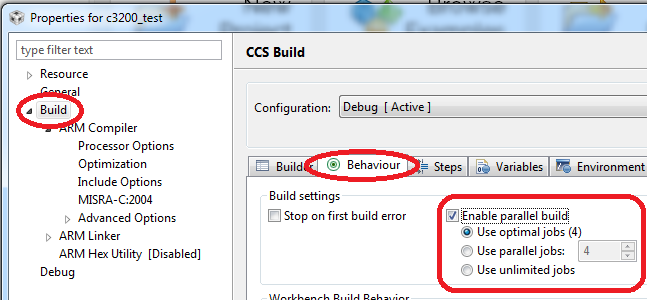 New
Browse
Examples
Properties for c3200_test
type filter text
Resource
General
Build
ARM Compiler
Processor Options
Optimization
Include Options
MISRA-C:2004
Advanced Options
ARM Linker
ARM Hex Utility [Disabled]
Debug
CCS Build
Configuration:
Debug [ Active ]
Behaviour
Steps
Variables
Environment
Build settings
Stop on first build error
Enable parallel build
Use optimal jobs (4)
Use parallel jobs:
4
Use unlimited jobs
Workbench Build Behavior